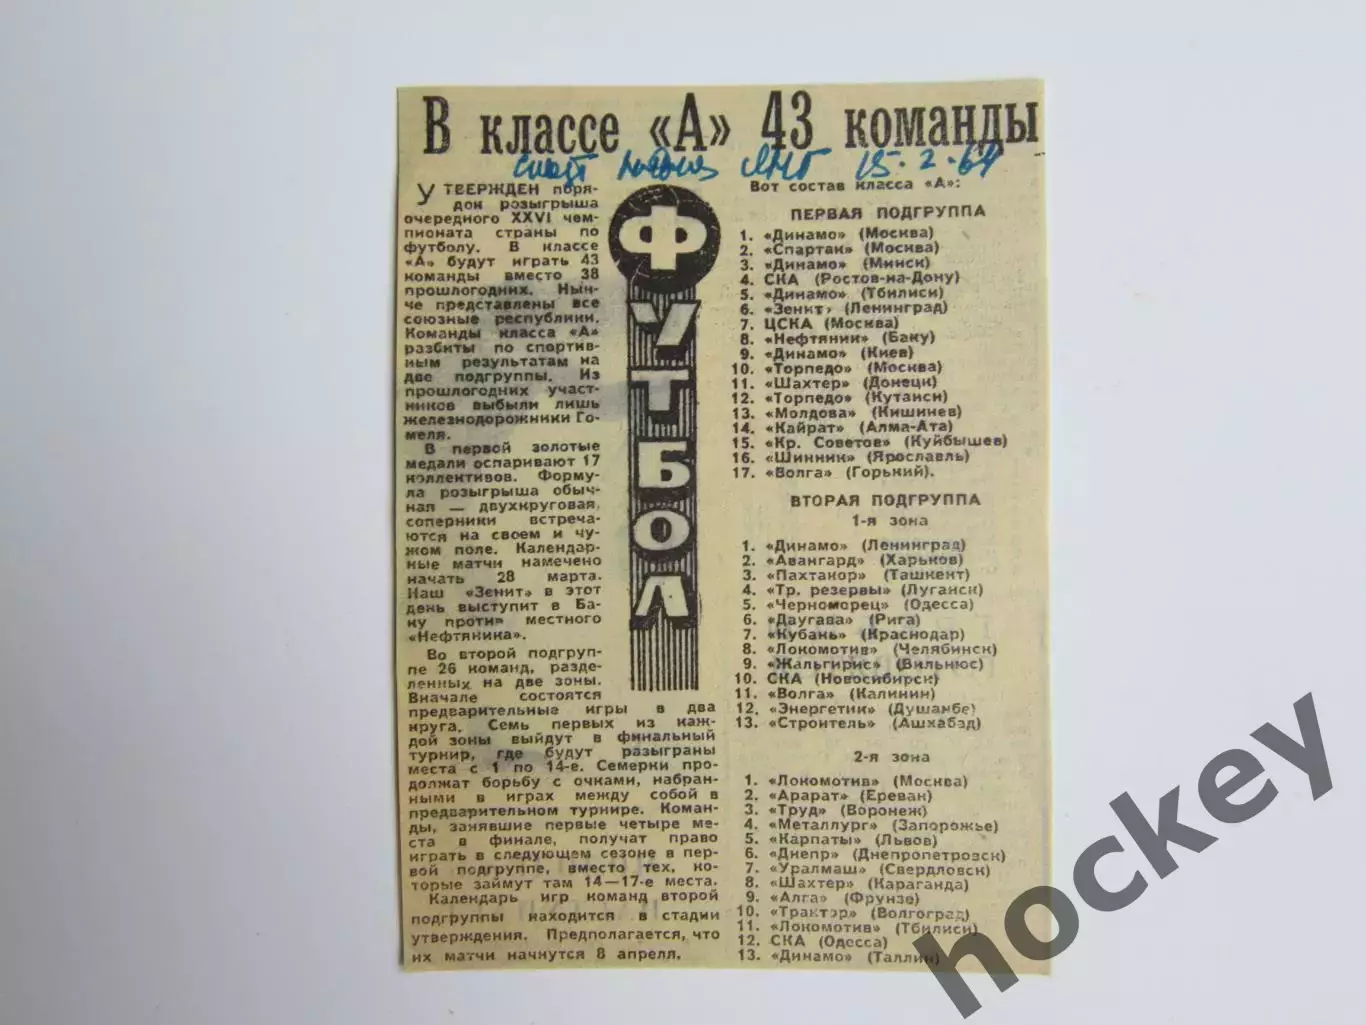 В классе «А» 43 команды
15.2.64
УТВЕРЖДЕН поря-
док розыгрыша
очередного XXVI чем-
пионата страны по
футболу. В классе
«А» будут играть 43
команды вместо 38
прошлогодних. Нын-
че представлены все
союзные республики.
Команды класса «А»
разбиты по спортив-
ным результатам на
две подгруппы. Из
прошлогодних участ-
ников выбыли лишь
железнодорожники Го-
меля.
В первой золотые
медали оспаривают 17
коллективов. Форму-
ла розыгрыша обыч-
ная — двухкруговая,
соперники встреча-
ются на своем и чу-
жом поле. Календар-
ные матчи намечено
начать 28 марта.
Наш «Зенит» в этот
день выступит в Ба-
ку против местного
«Нефтяника».
Во второй подгруп-
пе 26 команд, разде-
ленных на две зоны.
Вначале состоятся
предварительные игры в два
круга. Семь первых из каж-
дой зоны выйдут в финальный
турнир, где будут разыграны
места с 1 по 14-е. Семерки про-
должат борьбу с очками, набран-
ными в играх между собой в
предварительном турнире. Коман-
ды, занявшие первые четыре ме-
ста в финале, получат право
играть в следующем сезоне в пер-
вой подгруппе, вместо тех, ко-
торые займут там 14—17-е места.
Календарь игр команд второй
подгруппы находится в стадии
утверждения. Предполагается, что
их матчи начнутся 8 апреля.
ФУТБОЛ
Вот состав класса «А»:
ПЕРВАЯ ПОДГРУППА
1. «Динамо» (Москва)
2. «Спартак» (Москва)
3. «Динамо» (Минск)
4. СКА (Ростов-на-Дону)
5. «Динамо» (Тбилиси)
6. «Зенит» (Ленинград)
7. ЦСКА (Москва)
8. «Нефтяник» (Баку)
9. «Динамо» (Киев)
10. «Торпедо» (Москва)
11. «Шахтер» (Донецк)
12. «Торпедо» (Кутаиси)
13. «Молдова» (Кишинев)
14. «Кайрат» (Алма-Ата)
15. «Кр. Советов» (Куйбышев)
16. «Шинник» (Ярославль)
17. «Волга» (Горький).
ВТОРАЯ ПОДГРУППА
1-я зона
1. «Динамо» (Ленинград)
2. «Авангард» (Харьков)
3. «Пахтакор» (Ташкент)
4. «Тр. резервы» (Луганск)
5. «Черноморец» (Одесса)
6. «Даугава» (Рига)
7. «Кубань» (Краснодар)
8. «Локомотив» (Челябинск)
9. «Жальгирис» (Вильнюс)
10. СКА (Новосибирск)
11. «Волга» (Калинин)
12. «Энергетик» (Душанбе)
13. «Строитель» (Ашхабад)
2-я зона
1. «Локомотив» (Москва)
2. «Арарат» (Ереван)
3. «Труд» (Воронеж)
4. «Металлург» (Запорожье)
5. «Карпаты» (Львов)
6. «Днепр» (Днепропетровск)
7. «Уралмаш» (Свердловск)
8. «Шахтер» (Караганда)
9. «Алга» (Фрунзе)
10. «Трактэр» (Волгоград)
11. «Локомотив» (Тбилиси)
12. СКА (Одесса)
13. «Динамо» (Таллин)
hockey